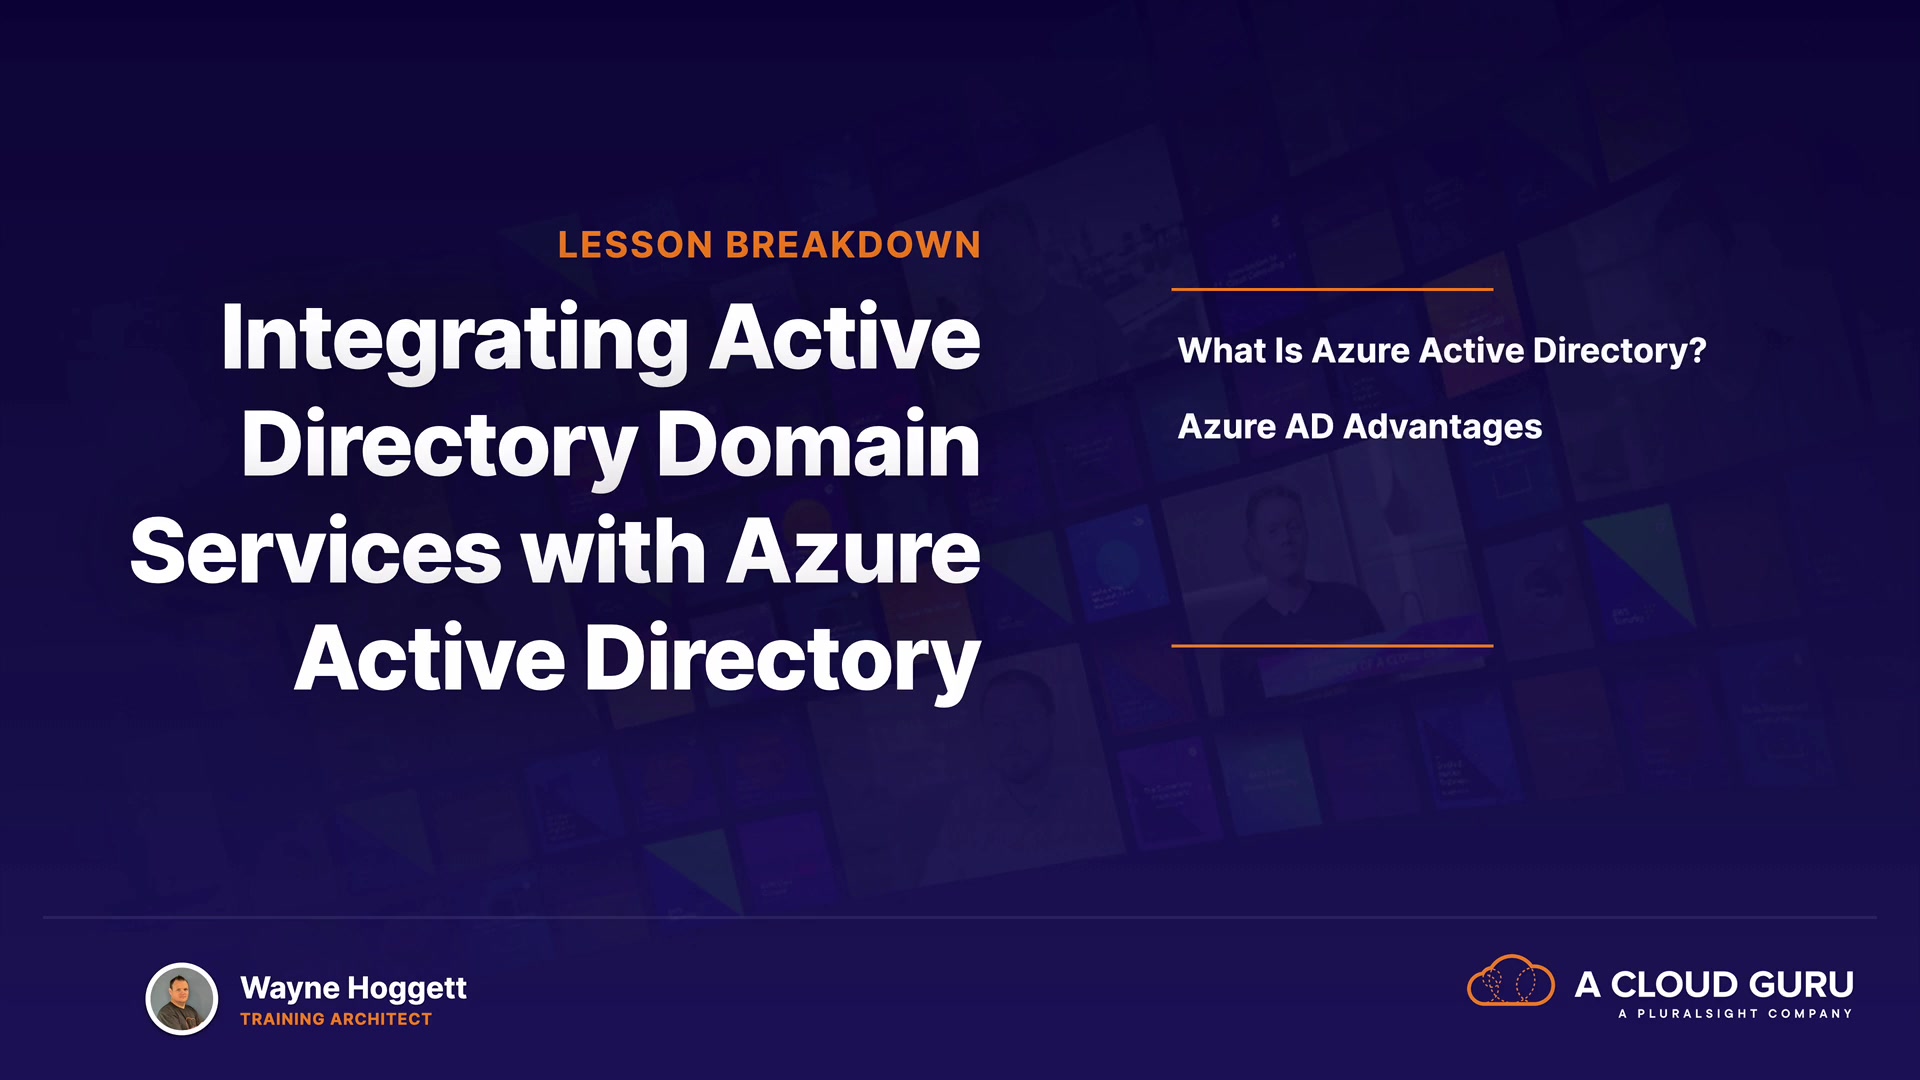 LESSON BREAKDOWN
Integrating Active
Directory Domain
Services with Azure
Active Directory
What Is Azure Active Directory?
Azure AD Advantages
Wayne Hoggett
TRAINING ARCHITECT
A CLOUD GURU
A PLURALSIGHT COMPANY